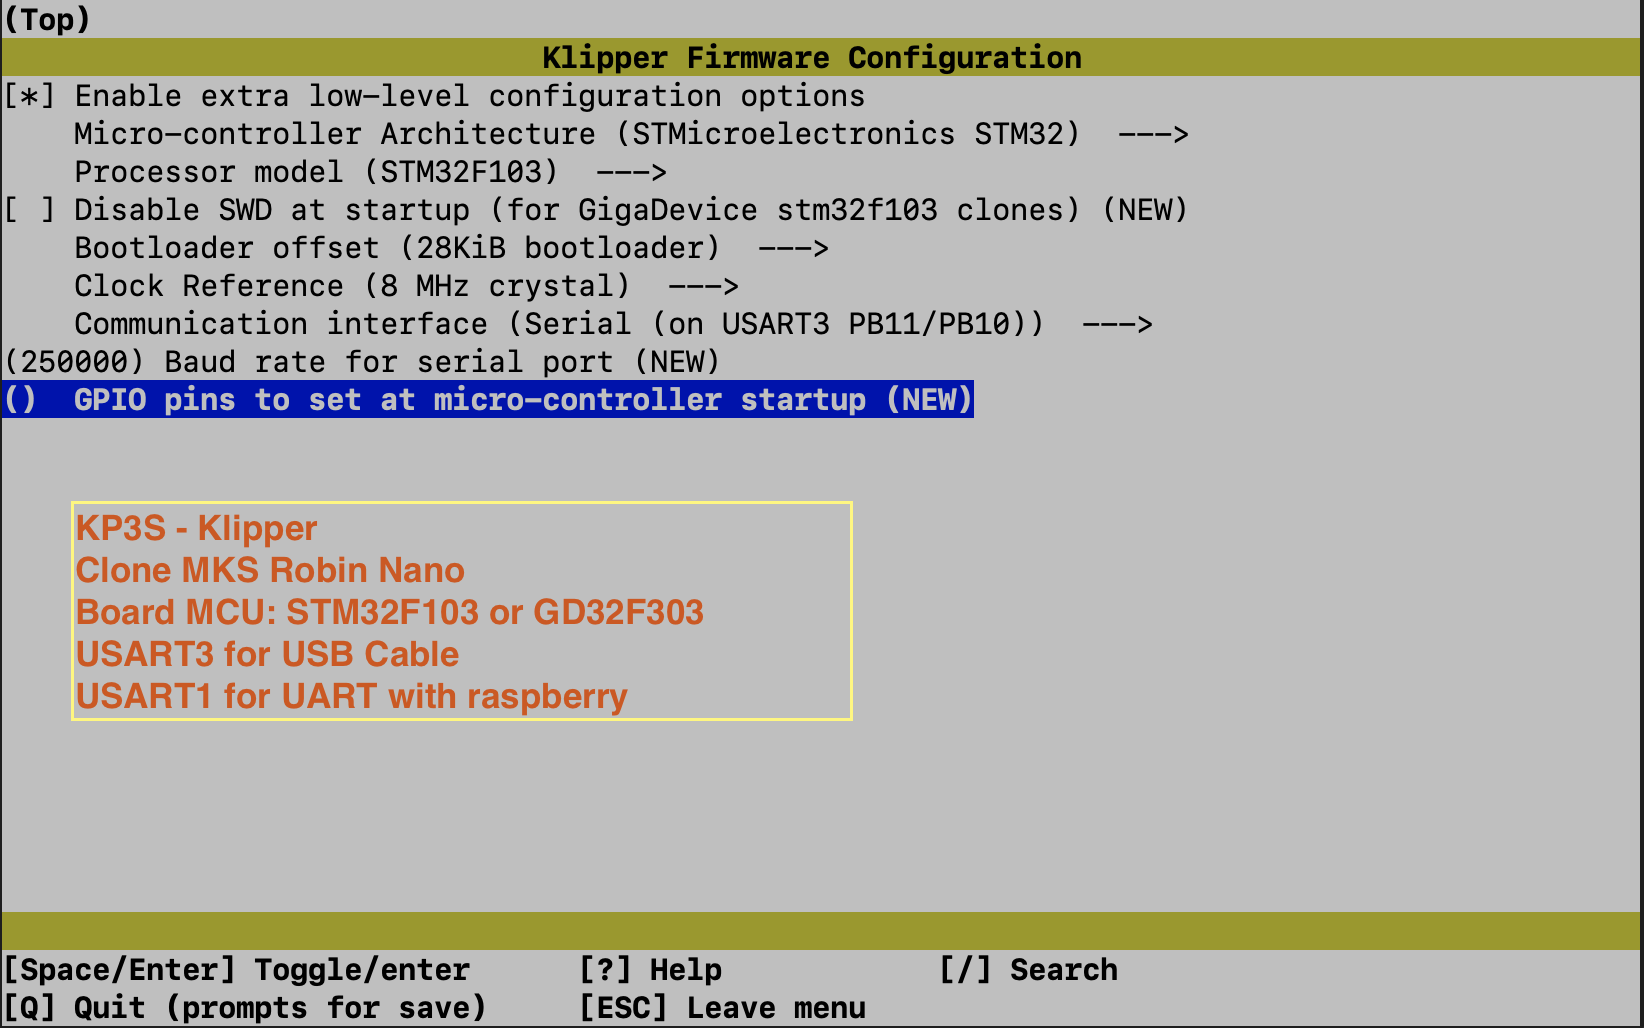 (Top)
Klipper Firmware Configuration
[*] Enable extra low-level configuration options
Micro-controller Architecture (STMicroelectronics STM32)  --->
Processor model (STM32F103)  --->
[ ] Disable SWD at startup (for GigaDevice stm32f103 clones) (NEW)
Bootloader offset (28KiB bootloader)  --->
Clock Reference (8 MHz crystal)  --->
Communication interface (Serial (on USART3 PB11/PB10))  --->
(250000) Baud rate for serial port (NEW)
()  GPIO pins to set at micro-controller startup (NEW)
KP3S - Klipper
Clone MKS Robin Nano
Board MCU: STM32F103 or GD32F303
USART3 for USB Cable
USART1 for UART with raspberry
[Space/Enter] Toggle/enter      [?] Help            [/] Search
[Q] Quit (prompts for save)     [ESC] Leave menu